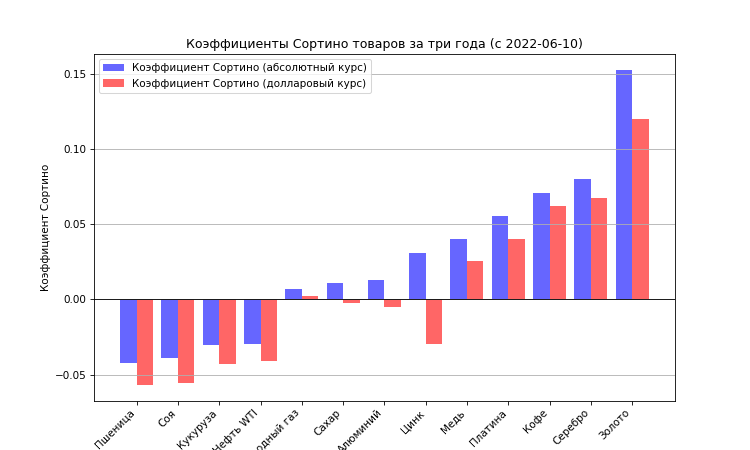 Коэффициенты Сортино товаров за три года (с 2022-06-10)
Коэффициент Сортино (абсолютный курс)
Коэффициент Сортино (долларовый курс)
Коэффициент Сортино
0.15
0.10
0.05
0.00
−0.05
Пшеница
Соя
Кукуруза
Нефть WTI
одный газ
Сахар
Алюминий
Цинк
Медь
Платина
Кофе
Серебро
Золото